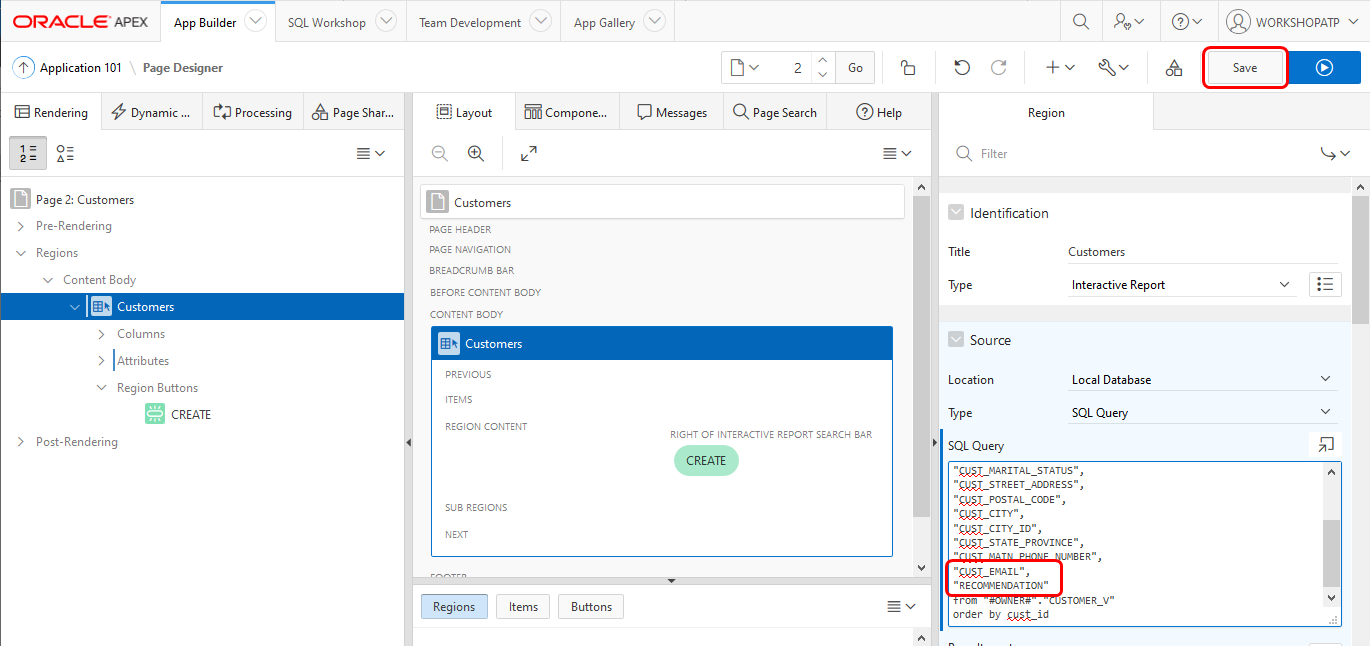 ORACLE APEX
App Builder
SQL Workshop
Team Development
App Gallery
WORKSHOPATP
Application 101 \ Page Designer
2
Go
Save
Rendering
Dynamic ...
Processing
Page Shar...
Layout
Compone...
Messages
Page Search
Help
Region
Filter
Page 2: Customers
Pre-Rendering
Regions
Content Body
Customers
Columns
Attributes
Region Buttons
CREATE
Post-Rendering
Customers
PAGE HEADER
PAGE NAVIGATION
BREADCRUMB BAR
BEFORE CONTENT BODY
CONTENT BODY
Customers
PREVIOUS
ITEMS
REGION CONTENT
RIGHT OF INTERACTIVE REPORT SEARCH BAR
CREATE
SUB REGIONS
NEXT
FOOTER
Regions
Items
Buttons
Identification
Title
Customers
Type
Interactive Report
Source
Location
Local Database
Type
SQL Query
SQL Query
"CUST_MARITAL_STATUS",
"CUST_STREET_ADDRESS",
"CUST_POSTAL_CODE",
"CUST_CITY",
"CUST_CITY_ID",
"CUST_STATE_PROVINCE",
"CUST_MAIN_PHONE_NUMBER",
"CUST_EMAIL",
"RECOMMENDATION"
from "#OWNER#"."CUSTOMER_V"
order by cust_id